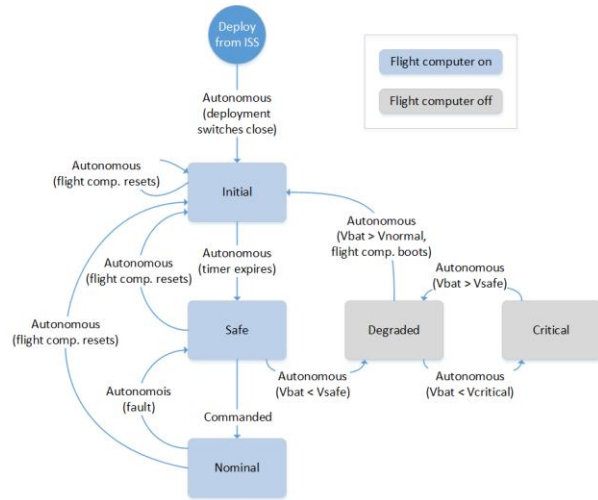 Deploy
from ISS
Flight computer on
Flight computer off
Autonomous
(deployment
switches close)
Autonomous
(flight comp. resets)
Initial
Autonomous
(Vbat > Vnormal,
flight comp. boots)
Autonomous
(timer expires)
Autonomous
(flight comp. resets)
Autonomous
(Vbat > Vsafe)
Autonomous
(flight comp. resets)
Safe
Degraded
Critical
Autonomous
(Vbat < Vsafe)
Autonomous
(Vbat < Vcritical)
Autonomois
(fault)
Commanded
Nominal